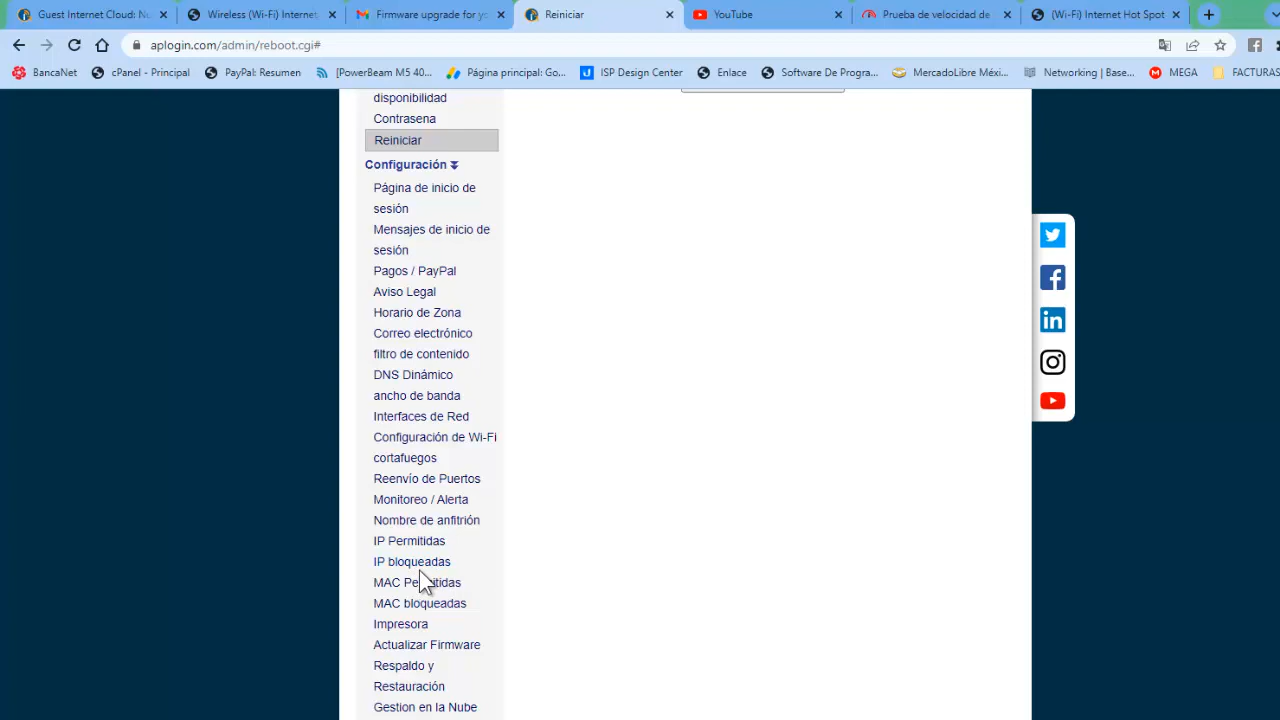 Guest Internet Cloud: Nu
Wireless (Wi-Fi) Internet
Firmware upgrade for yo
Reiniciar
YouTube
Prueba de velocidad de
(Wi-Fi) Internet Hot Spot
aplogin.com/admin/reboot.cgi#
BancaNet
cPanel - Principal
PayPal: Resumen
[PowerBeam M5 40...
Página principal: Go...
ISP Design Center
Enlace
Software De Progra...
MercadoLibre Méxi...
Networking | Base...
MEGA
FACTURAS
disponibilidad
Contrasena
Reiniciar
Configuración
Página de inicio de
sesión
Mensajes de inicio de
sesión
Pagos / PayPal
Aviso Legal
Horario de Zona
Correo electrónico
filtro de contenido
DNS Dinámico
ancho de banda
Interfaces de Red
Configuración de Wi-Fi
cortafuegos
Reenvío de Puertos
Monitoreo / Alerta
Nombre de anfitrión
IP Permitidas
IP bloqueadas
MAC Permitidas
MAC bloqueadas
Impresora
Actualizar Firmware
Respaldo y
Restauración
Gestion en la Nube